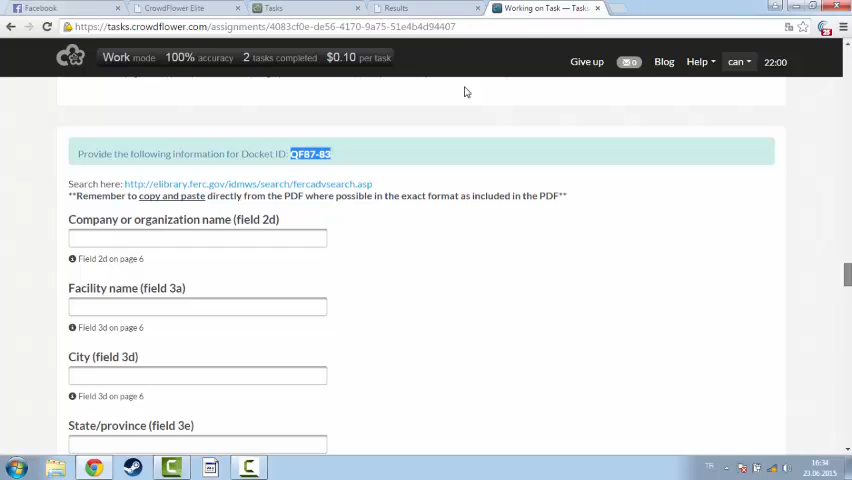 Facebook
CrowdFlower Elite
Tasks
Results
Working on Task — Tasks
https://tasks.crowdflower.com/assignments/4083cf0e-de56-4170-9a75-51e4b4d94407
Work mode 100% accuracy 2 tasks completed $0.10 per task
Give up 0 Blog Help can 22:00
Provide the following information for Docket ID: QF87-83
Search here: http://elibrary.ferc.gov/idmws/search/fercadvsearch.asp
**Remember to copy and paste directly from the PDF where possible in the exact format as included in the PDF**
Company or organization name (field 2d)
Field 2d on page 6
Facility name (field 3a)
Field 3d on page 6
City (field 3d)
Field 3d on page 6
State/province (field 3e)
TR
16:34
23.06.2015